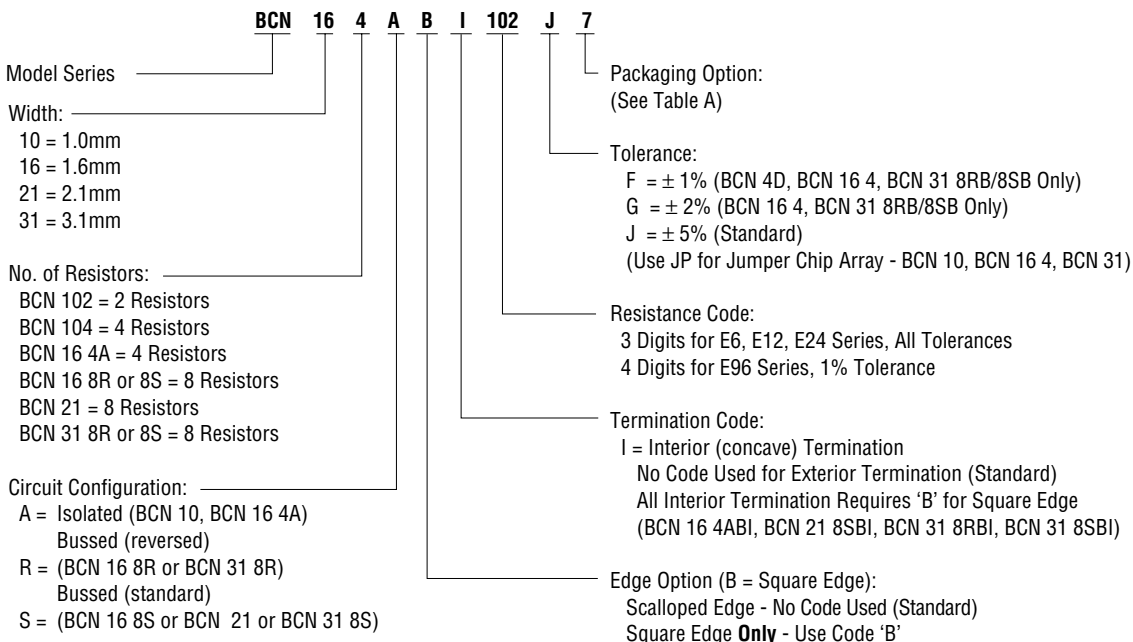 BCN 16 4 A B I 102 J 7
Model Series
Width:
10 = 1.0mm
16 = 1.6mm
21 = 2.1mm
31 = 3.1mm
No. of Resistors:
BCN 102 = 2 Resistors
BCN 104 = 4 Resistors
BCN 16 4A = 4 Resistors
BCN 16 8R or 8S = 8 Resistors
BCN 21 = 8 Resistors
BCN 31 8R or 8S = 8 Resistors
Circuit Configuration:
A = Isolated (BCN 10, BCN 16 4A)
Bussed (reversed)
R = (BCN 16 8R or BCN 31 8R)
Bussed (standard)
S = (BCN 16 8S or BCN 21 or BCN 31 8S)
Packaging Option:
(See Table A)
Tolerance:
F = ± 1% (BCN 4D, BCN 16 4, BCN 31 8RB/8SB Only)
G = ± 2% (BCN 16 4, BCN 31 8RB/8SB Only)
J = ± 5% (Standard)
(Use JP for Jumper Chip Array - BCN 10, BCN 16 4, BCN 31)
Resistance Code:
3 Digits for E6, E12, E24 Series, All Tolerances
4 Digits for E96 Series, 1% Tolerance
Termination Code:
I = Interior (concave) Termination
No Code Used for Exterior Termination (Standard)
All Interior Termination Requires ‘B’ for Square Edge
(BCN 16 4ABI, BCN 21 8SBI, BCN 31 8RBI, BCN 31 8SBI)
Edge Option (B = Square Edge):
Scalloped Edge - No Code Used (Standard)
Square Edge Only - Use Code ‘B’